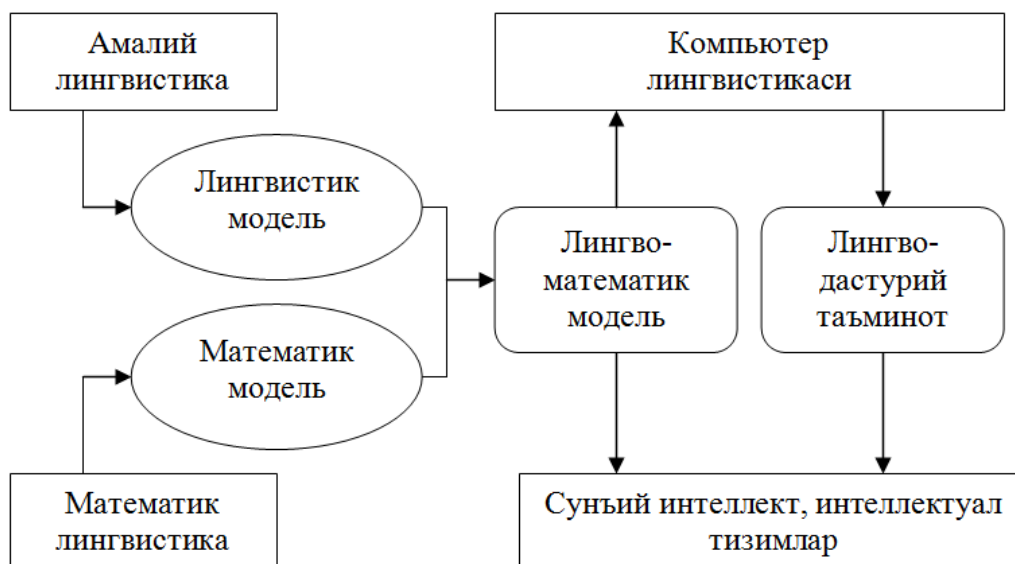 Амалий
лингвистика
Компьютер
лингвистикаси
Лингвистик
модель
Лингво-
математик
модель
Лингво-
дастурий
таъминот
Математик
модель
Математик
лингвистика
Сунъий интеллект, интеллектуал
тизимлар